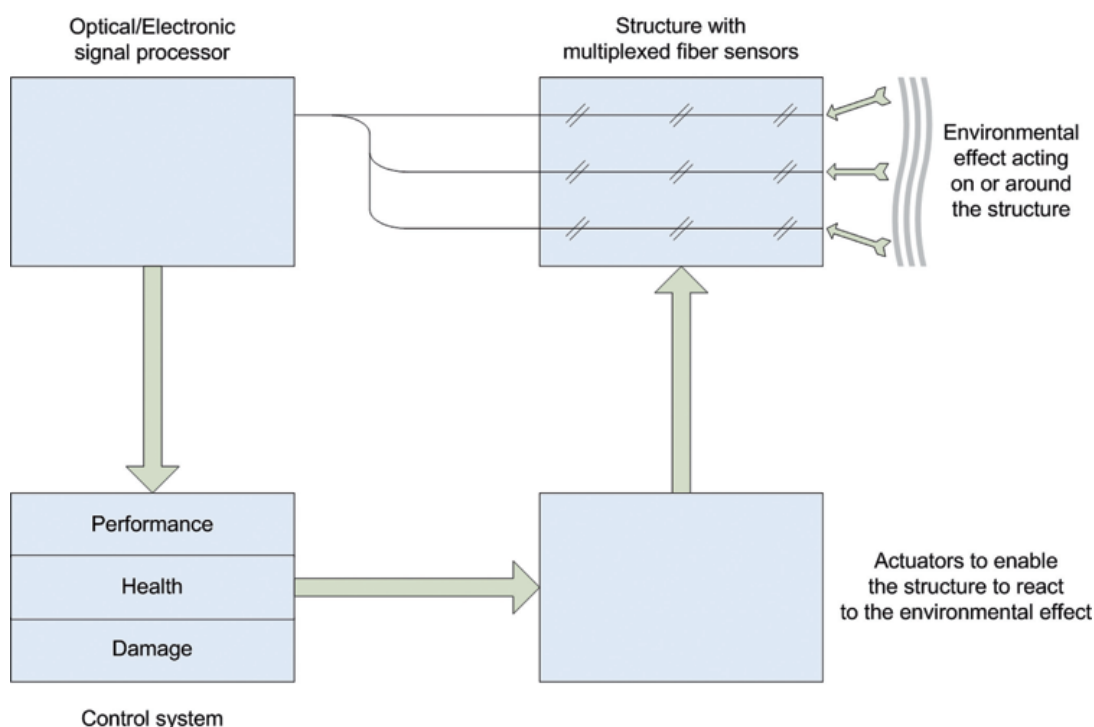 Optical/Electronic
signal processor
Structure with
multiplexed fiber sensors
Environmental
effect acting
on or around
the structure
Performance
Health
Damage
Control system
Actuators to enable
the structure to react
to the environmental effect